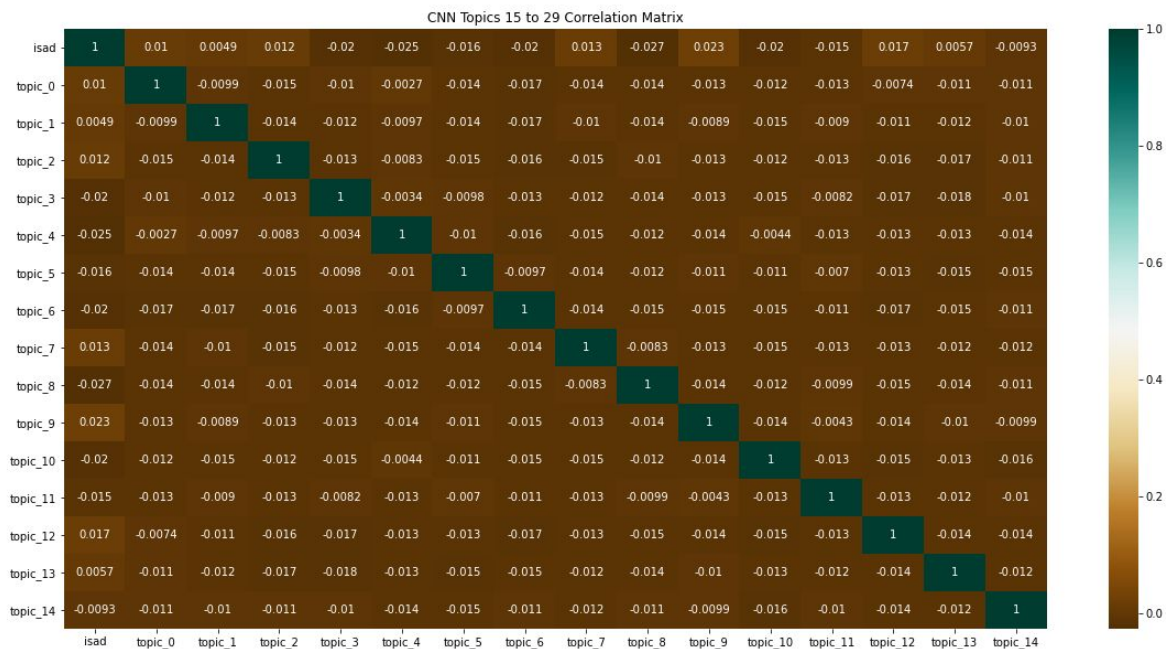 CNN Topics 15 to 29 Correlation Matrix
isad 1 0.01 0.0049 0.012 -0.02 -0.025 -0.016 -0.02 0.013 -0.027 0.023 -0.02 -0.015 0.017 0.0057 -0.0093
topic_0 0.01 1 -0.0099 -0.015 -0.01 -0.0027 -0.014 -0.017 -0.014 -0.014 -0.013 -0.012 -0.013 -0.0074 -0.011 -0.011
topic_1 0.0049 -0.0099 1 -0.014 -0.012 -0.0097 -0.014 -0.017 -0.01 -0.014 -0.0089 -0.015 -0.009 -0.011 -0.012 -0.01
topic_2 0.012 -0.015 -0.014 1 -0.013 -0.0083 -0.015 -0.016 -0.015 -0.01 -0.013 -0.012 -0.013 -0.016 -0.017 -0.011
topic_3 -0.02 -0.01 -0.012 -0.013 1 -0.0034 -0.0098 -0.013 -0.012 -0.014 -0.013 -0.015 -0.0082 -0.017 -0.018 -0.01
topic_4 -0.025 -0.0027 -0.0097 -0.0083 -0.0034 1 -0.01 -0.016 -0.015 -0.012 -0.014 -0.0044 -0.013 -0.013 -0.013 -0.014
topic_5 -0.016 -0.014 -0.014 -0.015 -0.0098 -0.01 1 -0.0097 -0.014 -0.012 -0.011 -0.011 -0.007 -0.013 -0.015 -0.015
topic_6 -0.02 -0.017 -0.017 -0.016 -0.013 -0.016 -0.0097 1 -0.014 -0.015 -0.015 -0.015 -0.011 -0.017 -0.015 -0.011
topic_7 0.013 -0.014 -0.01 -0.015 -0.012 -0.015 -0.014 -0.014 1 -0.0083 -0.013 -0.015 -0.013 -0.013 -0.012 -0.012
topic_8 -0.027 -0.014 -0.014 -0.01 -0.014 -0.012 -0.012 -0.015 -0.0083 1 -0.014 -0.012 -0.0099 -0.015 -0.014 -0.011
topic_9 0.023 -0.013 -0.0089 -0.013 -0.013 -0.014 -0.011 -0.015 -0.013 -0.014 1 -0.014 -0.0043 -0.014 -0.01 -0.0099
topic_10 -0.02 -0.012 -0.015 -0.012 -0.015 -0.0044 -0.011 -0.015 -0.015 -0.012 -0.014 1 -0.013 -0.015 -0.013 -0.016
topic_11 -0.015 -0.013 -0.009 -0.013 -0.0082 -0.013 -0.007 -0.011 -0.013 -0.0099 -0.0043 -0.013 1 -0.013 -0.012 -0.01
topic_12 0.017 -0.0074 -0.011 -0.016 -0.017 -0.013 -0.013 -0.017 -0.013 -0.015 -0.014 -0.015 -0.013 1 -0.014 -0.014
topic_13 0.0057 -0.011 -0.012 -0.017 -0.018 -0.013 -0.015 -0.015 -0.012 -0.014 -0.01 -0.013 -0.012 -0.014 1 -0.012
topic_14 -0.0093 -0.011 -0.01 -0.011 -0.01 -0.014 -0.015 -0.011 -0.012 -0.011 -0.0099 -0.016 -0.01 -0.014 -0.012 1
isad topic_0 topic_1 topic_2 topic_3 topic_4 topic_5 topic_6 topic_7 topic_8 topic_9 topic_10 topic_11 topic_12 topic_13 topic_14
1.0
0.8
0.6
0.4
0.2
0.0